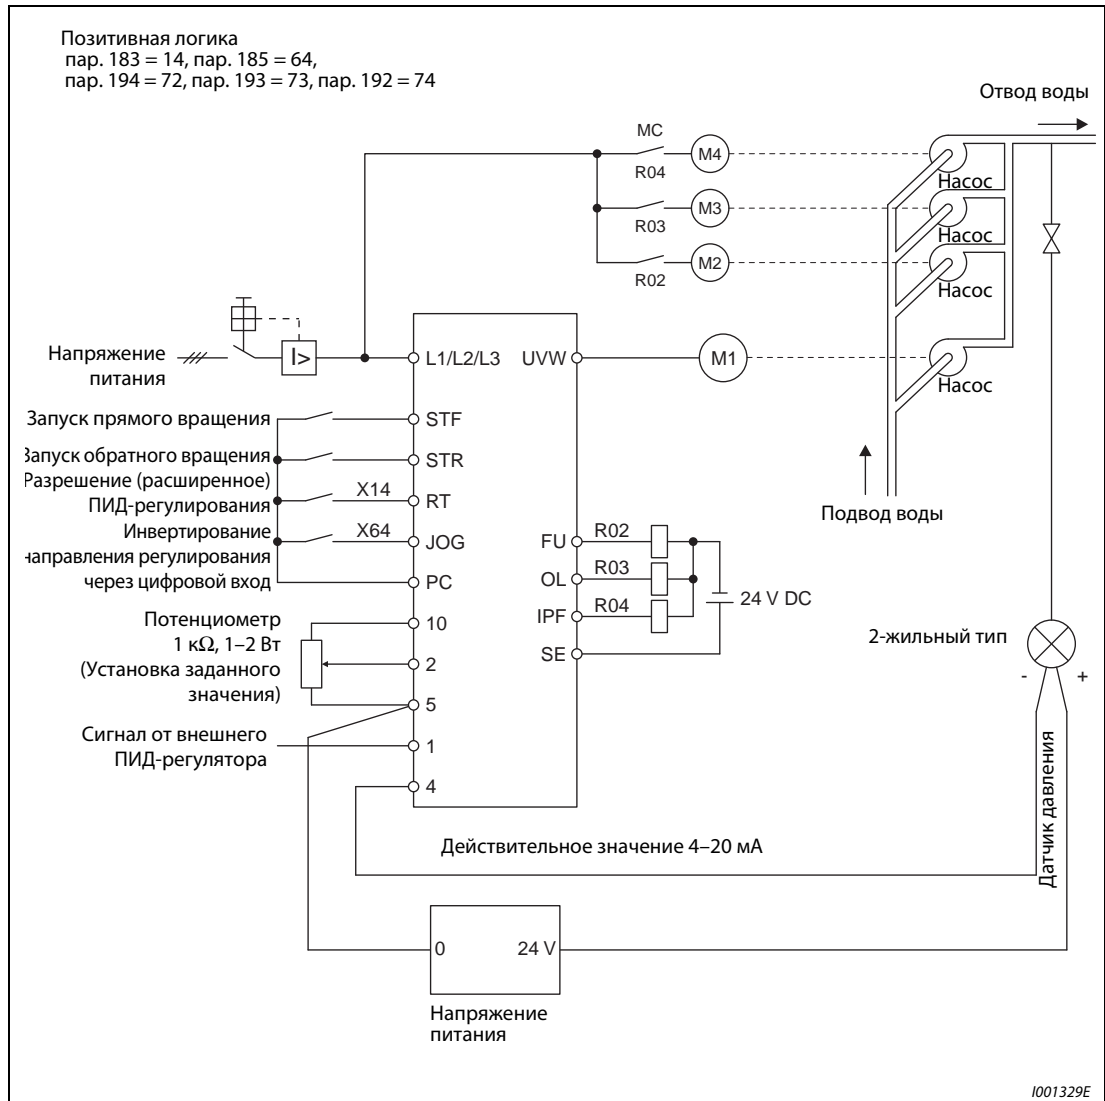 Позитивная логика
пар. 183 = 14, пар. 185 = 64,
пар. 194 = 72, пар. 193 = 73, пар. 192 = 74
Отвод воды
MC
M4
R04
Насос
M3
R03
Насос
M2
R02
Насос
Напряжение
питания
I>
L1/L2/L3
UVW
M1
Насос
Запуск прямого вращения
STF
Запуск обратного вращения
STR
Разрешение (расширенное)
ПИД-регулирования
X14
RT
Инвертирование
направления регулирования
через цифровой вход
X64
JOG
PC
Подвод воды
FU
R02
OL
R03
IPF
R04
SE
24 V DC
Потенциометр
1 кΩ, 1–2 Вт
(Установка заданного
значения)
10
2
5
Сигнал от внешнего
ПИД-регулятора
1
4
2-жильный тип
- +
Датчик давления
Действительное значение 4–20 мА
0
24 V
Напряжение
питания
I001329E